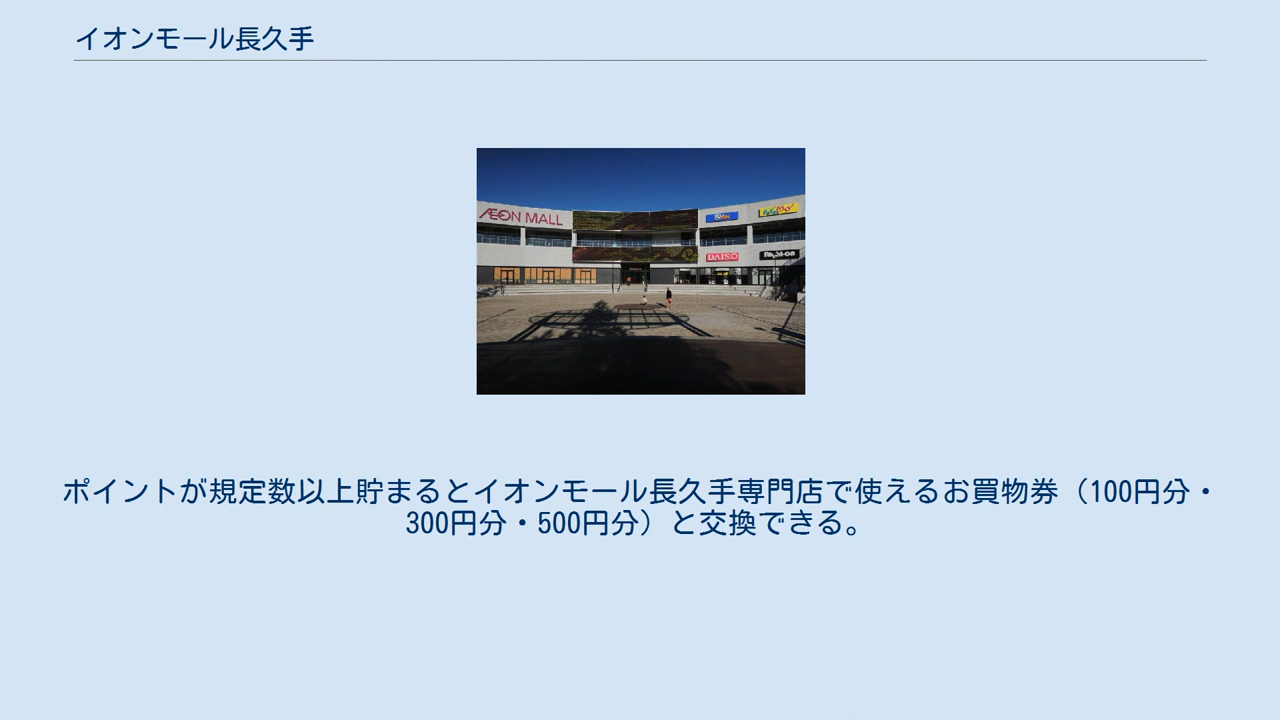 イオンモール長久手
ÆON MALL
DAISO
Right-on
ポイントが規定数以上貯まるとイオンモール長久手専門店で使えるお買物券（100円分・
300円分・500円分）と交換できる。